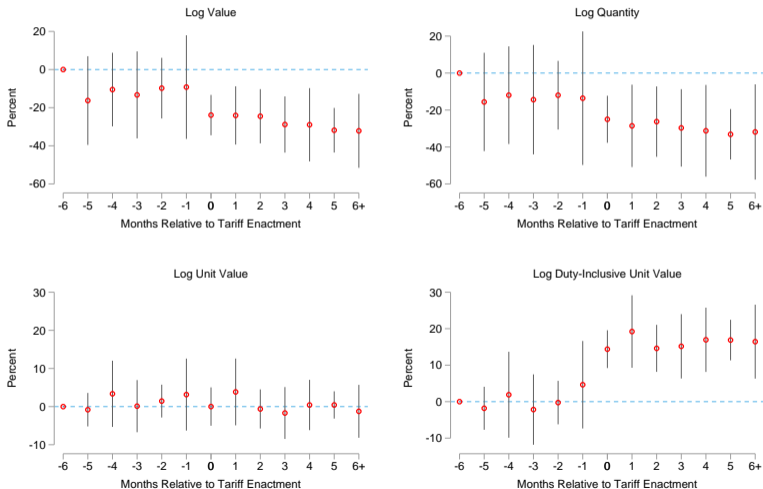 Log Value
20
0
-20
-40
-60
Percent
-6 -5 -4 -3 -2 -1 0 1 2 3 4 5 6+
Months Relative to Tariff Enactment
Log Quantity
20
0
-20
-40
-60
Percent
-6 -5 -4 -3 -2 -1 0 1 2 3 4 5 6+
Months Relative to Tariff Enactment
Log Unit Value
30
20
10
0
-10
Percent
-6 -5 -4 -3 -2 -1 0 1 2 3 4 5 6+
Months Relative to Tariff Enactment
Log Duty-Inclusive Unit Value
30
20
10
0
-10
Percent
-6 -5 -4 -3 -2 -1 0 1 2 3 4 5 6+
Months Relative to Tariff Enactment